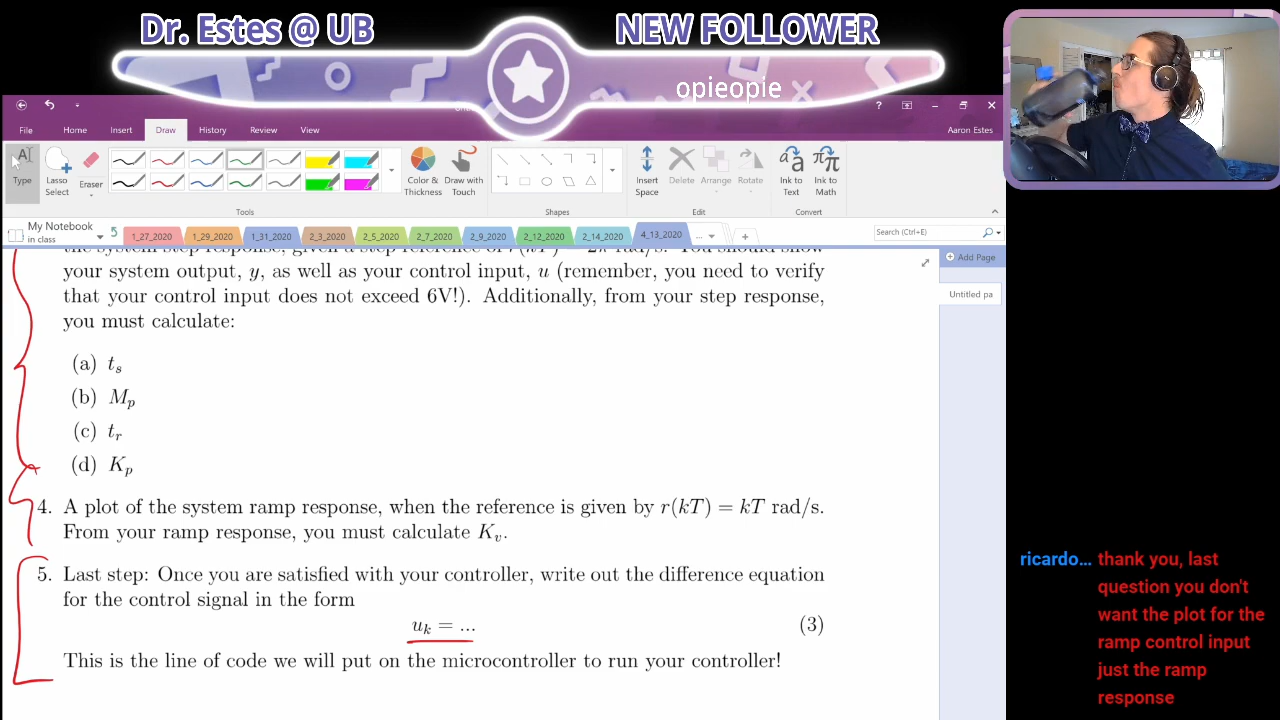 Dr. Estes @ UB
NEW FOLLOWER
opieopie
Aaron Estes
File Home Insert Draw History Review View
Type
Lasso Select
Eraser
Color & Thickness
Draw with Touch
Insert Space
Delete
Arrange
Rotate
Ink to Text
Ink to Math
Tools
Shapes
Edit
Convert
My Notebook
in class
1_27_2020 1_29_2020 1_31_2020 2_3_2020 2_5_2020 2_7_2020 2_9_2020 2_12_2020 2_14_2020 4_13_2020 ...
Search (Ctrl+E)
Add Page
Untitled pa
your system output, y, as well as your control input, u (remember, you need to verify
that your control input does not exceed 6V!). Additionally, from your step response,
you must calculate:
(a) t_s
(b) M_p
(c) t_r
(d) K_p
4. A plot of the system ramp response, when the reference is given by r(kT) = kT rad/s.
From your ramp response, you must calculate K_v.
5. Last step: Once you are satisfied with your controller, write out the difference equation
for the control signal in the form
u_k = ... (3)
This is the line of code we will put on the microcontroller to run your controller!
ricardo... thank you, last
question you don't
want the plot for the
ramp control input
just the ramp
response